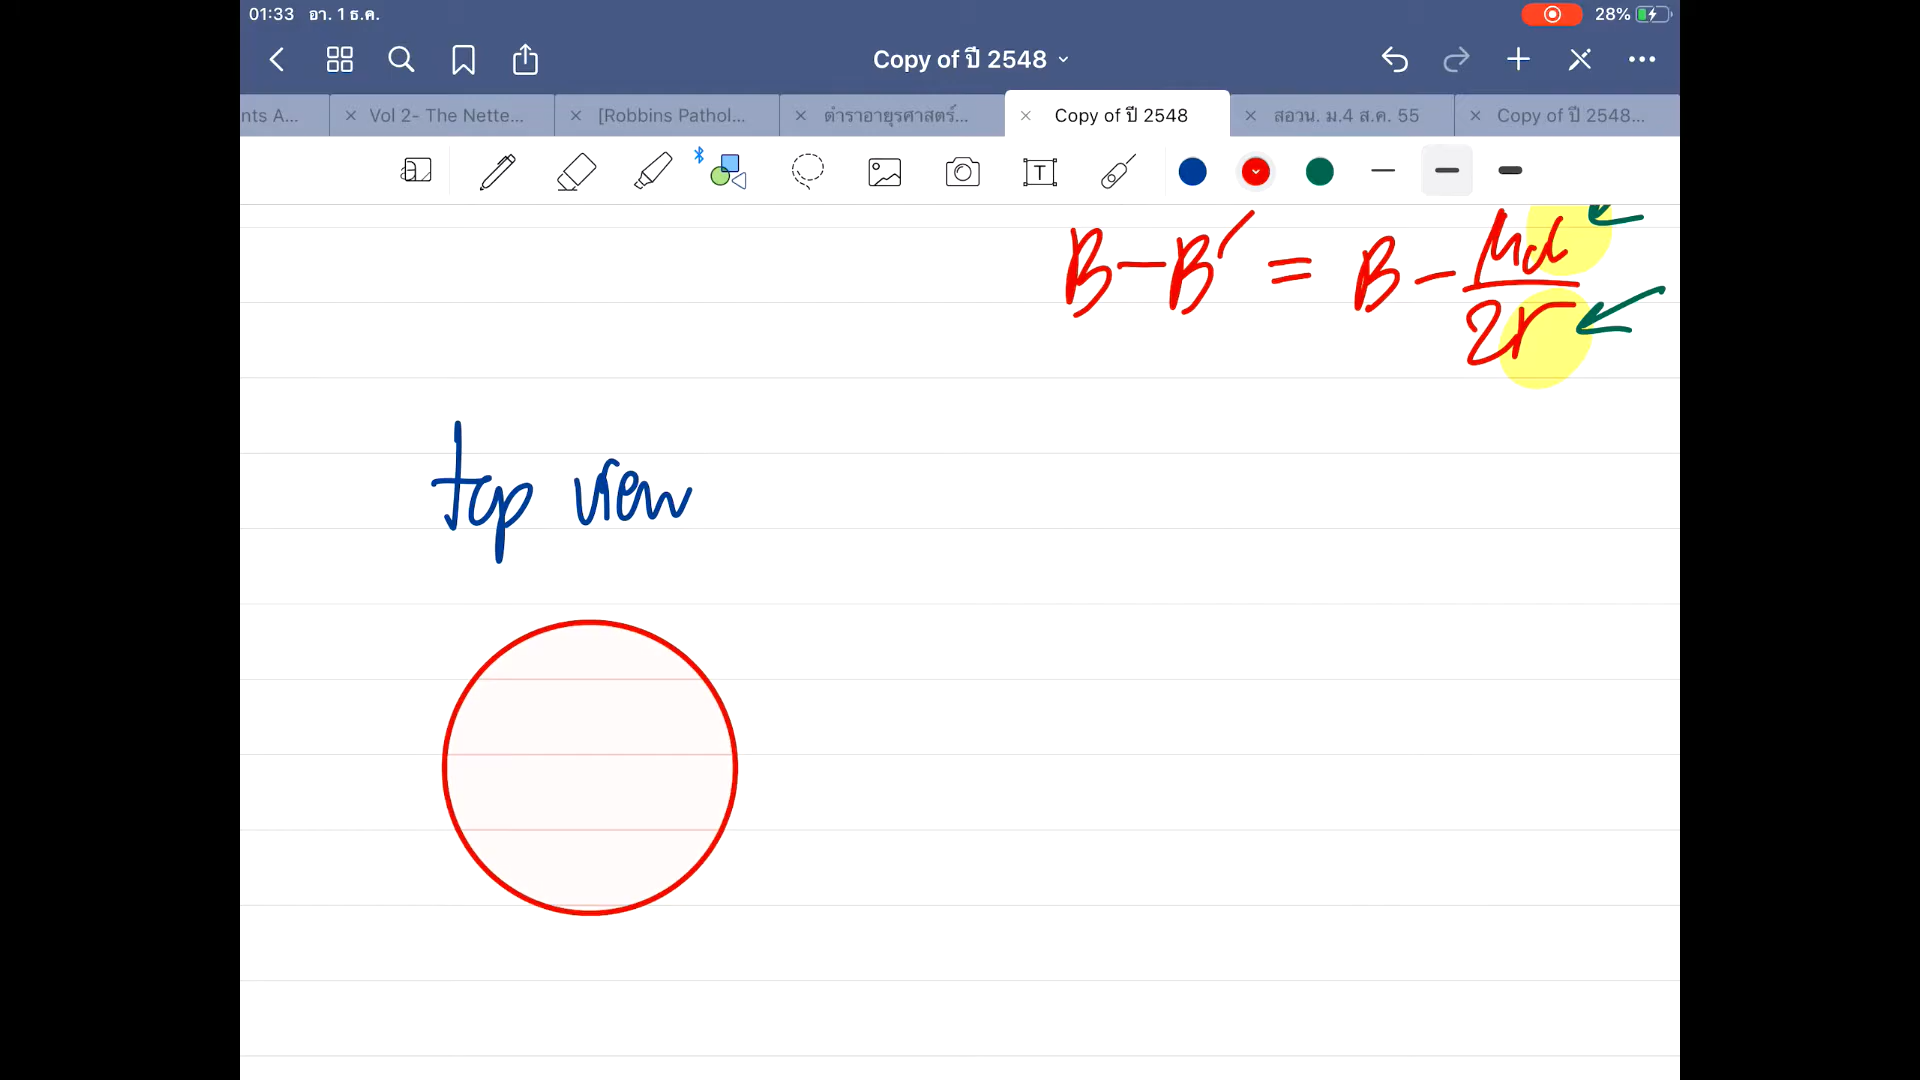 01:33 อา. 1 ธ.ค. 28%
Copy of ปี 2548
nts A... Vol 2- The Nette... [Robbins Pathol... ตำราอายุรศาสตร์... Copy of ปี 2548 สอวน. ม.4 ส.ค. 55 Copy of ปี 2548...
T
B - B' = B - μd / 2r
top view